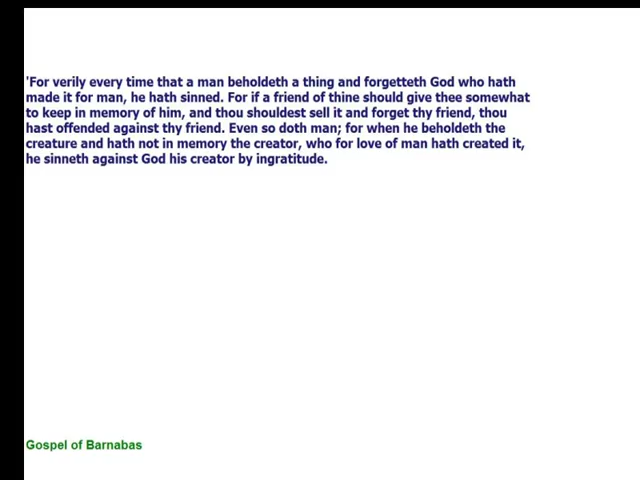 'For verily every time that a man beholdeth a thing and forgetteth God who hath
made it for man, he hath sinned. For if a friend of thine should give thee somewhat
to keep in memory of him, and thou shouldest sell it and forget thy friend, thou
hast offended against thy friend. Even so doth man; for when he beholdeth the
creature and hath not in memory the creator, who for love of man hath created it,
he sinneth against God his creator by ingratitude.
Gospel of Barnabas